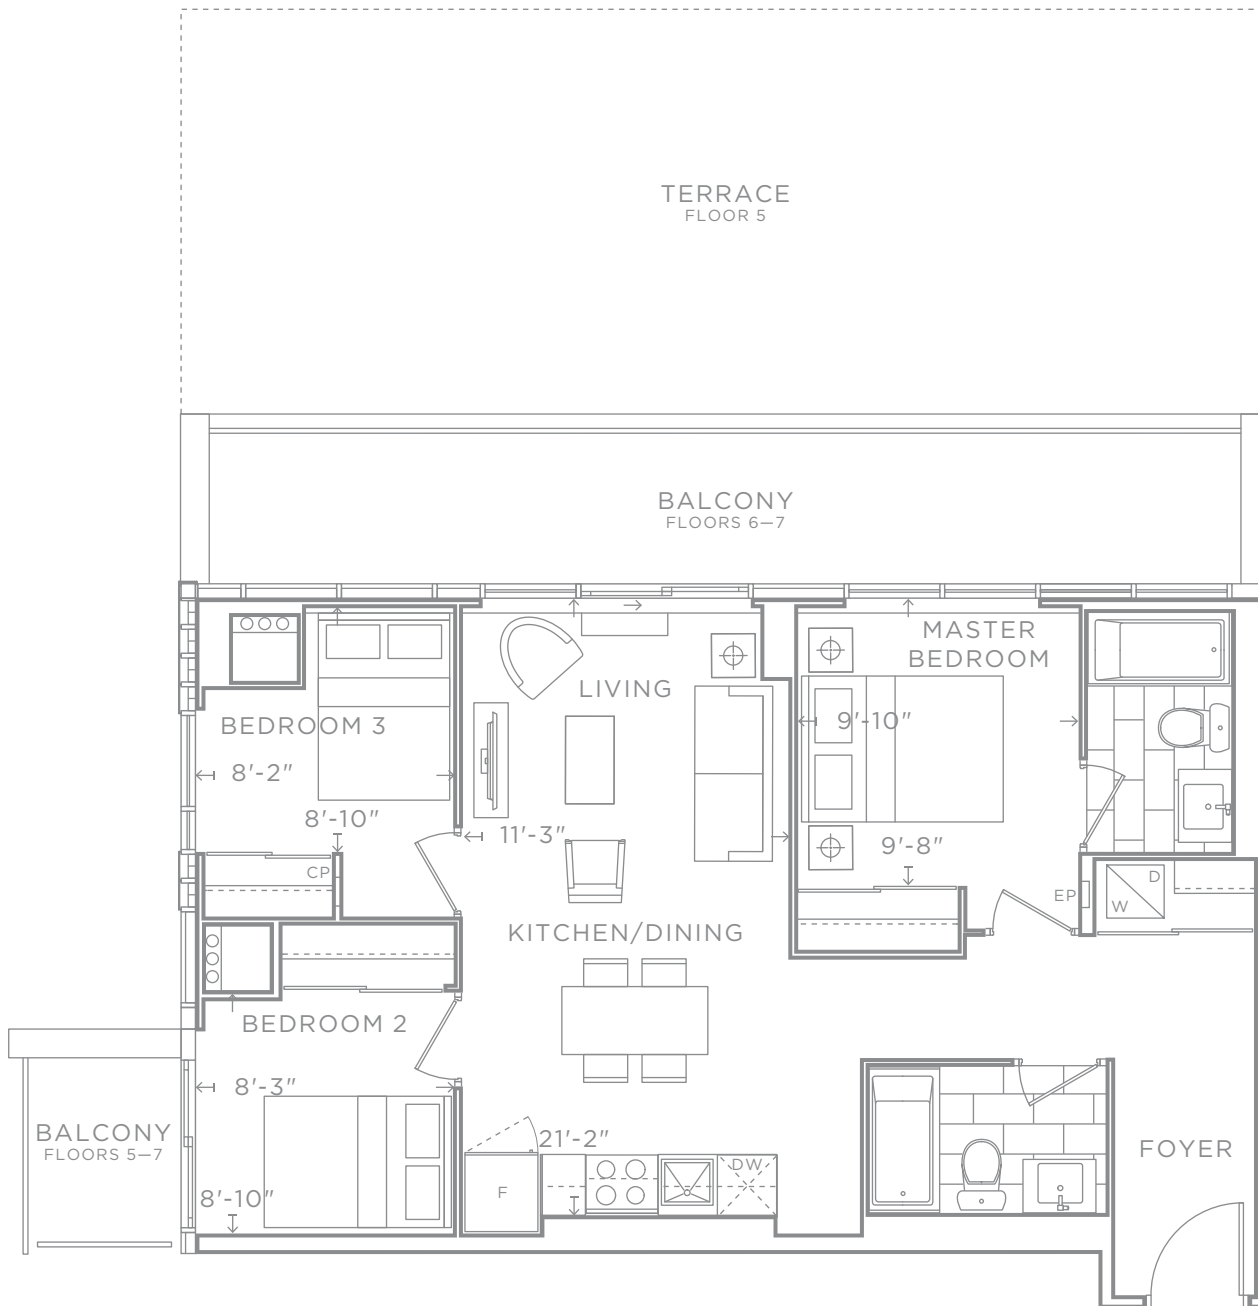 TERRACE
FLOOR 5
BALCONY
FLOORS 6—7
MASTER
BEDROOM
LIVING
BEDROOM 3
9'-10"
8'-2"
8'-10"
11'-3"
9'-8"
CP
D
W
EP
KITCHEN/DINING
BEDROOM 2
8'-3"
BALCONY
FLOORS 5—7
21'-2"
FOYER
DW
F
8'-10"